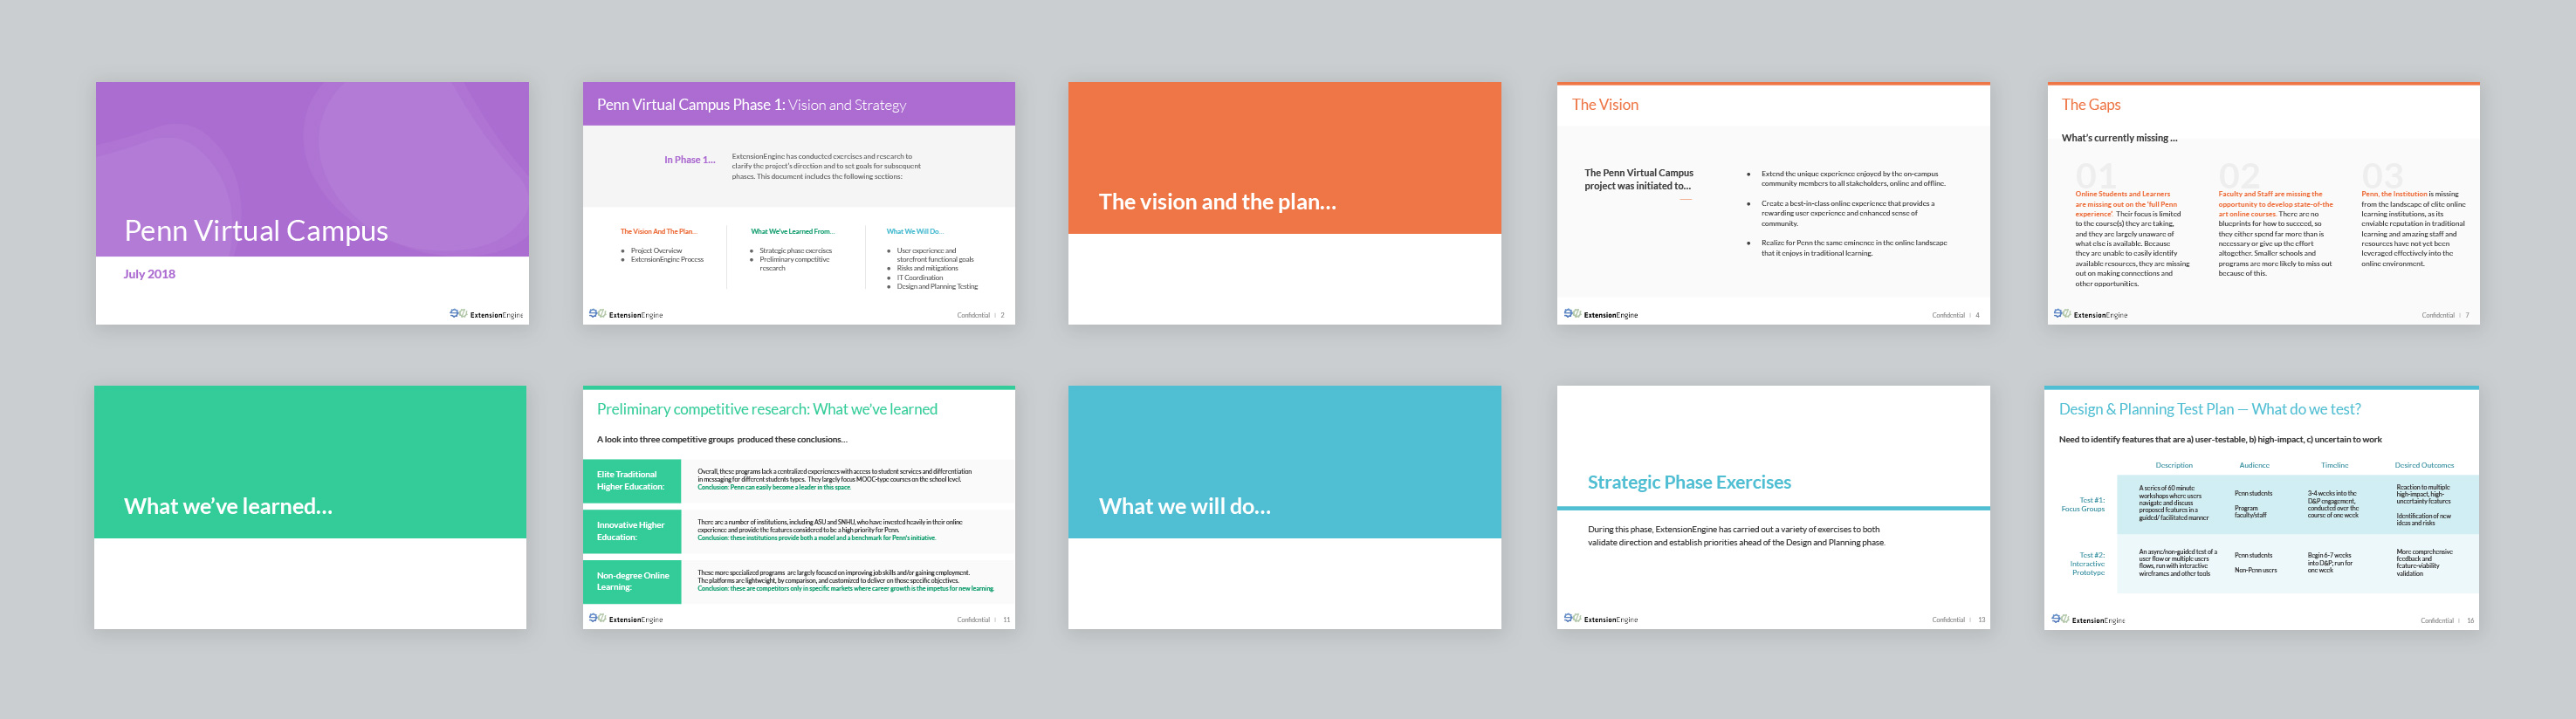 Penn Virtual Campus
July 2018
ExtensionEngine
Penn Virtual Campus Phase 1: Vision and Strategy
In Phase 1...
ExtensionEngine has conducted exercises and research to
clarify the project's direction and to set goals for subsequent
phases. This document includes the following sections:
The Vision And The Plan...
● Project Overview
● ExtensionEngine Process
What We've Learned From...
● Strategic phase exercises
● Preliminary competitive
research
What We Will Do...
● User experience and
storefront functional goals
● Risks and mitigations
● IT Coordination
● Design and Planning Testing
ExtensionEngine
Confidential | 2
The vision and the plan...
The Vision
The Penn Virtual Campus
project was initiated to...
● Extend the unique experience enjoyed by the on-campus
community members to all stakeholders, online and offline.
● Create a best-in-class online experience that provides a
rewarding user experience and enhanced sense of
community.
● Realize for Penn the same eminence in the online landscape
that it enjoys in traditional learning.
ExtensionEngine
Confidential | 4
The Gaps
What's currently missing ...
01
Online Students and Learners
are missing out on the 'full Penn
experience'. Their focus is limited
to the course(s) they are taking,
and they are largely unaware of
what else is available. Because
they are unable to easily identify
available resources, they are missing
out on making connections and
other opportunities.
02
Faculty and Staff are missing the
opportunity to develop state-of-the
art online courses. There are no
blueprints for how to succeed, so
they either spend far more than is
necessary or give up the effort
altogether. Smaller schools and
programs are more likely to miss out
because of this.
03
Penn, the Institution is missing
from the landscape of elite online
learning institutions, as its
enviable reputation in traditional
learning and amazing staff and
resources have not yet been
leveraged effectively into the
online environment.
ExtensionEngine
Confidential | 7
What we've learned...
Preliminary competitive research: What we've learned
A look into three competitive groups produced these conclusions...
Elite Traditional
Higher Education:
Overall, these programs lack a centralized experiences with access to student services and differentiation
in messaging for different students types. They largely focus MOOC-type courses on the school level.
Conclusion: Penn can easily become a leader in this space.
Innovative Higher
Education:
There are a number of institutions, including ASU and SNHU, who have invested heavily in their online
experience and provide the features considered to be a high priority for Penn.
Conclusion: these institutions provide both a model and a benchmark for Penn's initiative.
Non-degree Online
Learning:
These more specialized programs are largely focused on improving job skills and/or gaining employment.
The platforms are lightweight, by comparison, and customized to deliver on those specific objectives.
Conclusion: these are competitors only in specific markets where career growth is the impetus for new learning.
ExtensionEngine
Confidential | 11
What we will do...
Strategic Phase Exercises
During this phase, ExtensionEngine has carried out a variety of exercises to both
validate direction and establish priorities ahead of the Design and Planning phase.
ExtensionEngine
Confidential | 13
Design & Planning Test Plan — What do we test?
Need to identify features that are a) user-testable, b) high-impact, c) uncertain to work
Description
Audience
Timeline
Desired Outcomes
Test #1:
Focus Groups
A series of 60 minute
workshops where users
navigate and discuss
proposed features in a
guided/ facilitated manner
Penn students
Program
faculty/staff
3-4 weeks into the
D&P engagement,
conducted over the
course of one week
Reaction to multiple
high-impact, high-
uncertainty features
Identification of new
ideas and risks
Test #2:
Interactive
Prototype
An async/non-guided test of a
user flow or multiple user
flows, run with interactive
wireframes and other tools
Penn students
Non-Penn users
Begin 6-7 weeks
into D&P; run for
one week
More comprehensive
feedback and
feature-viability
validation
ExtensionEngine
Confidential | 16